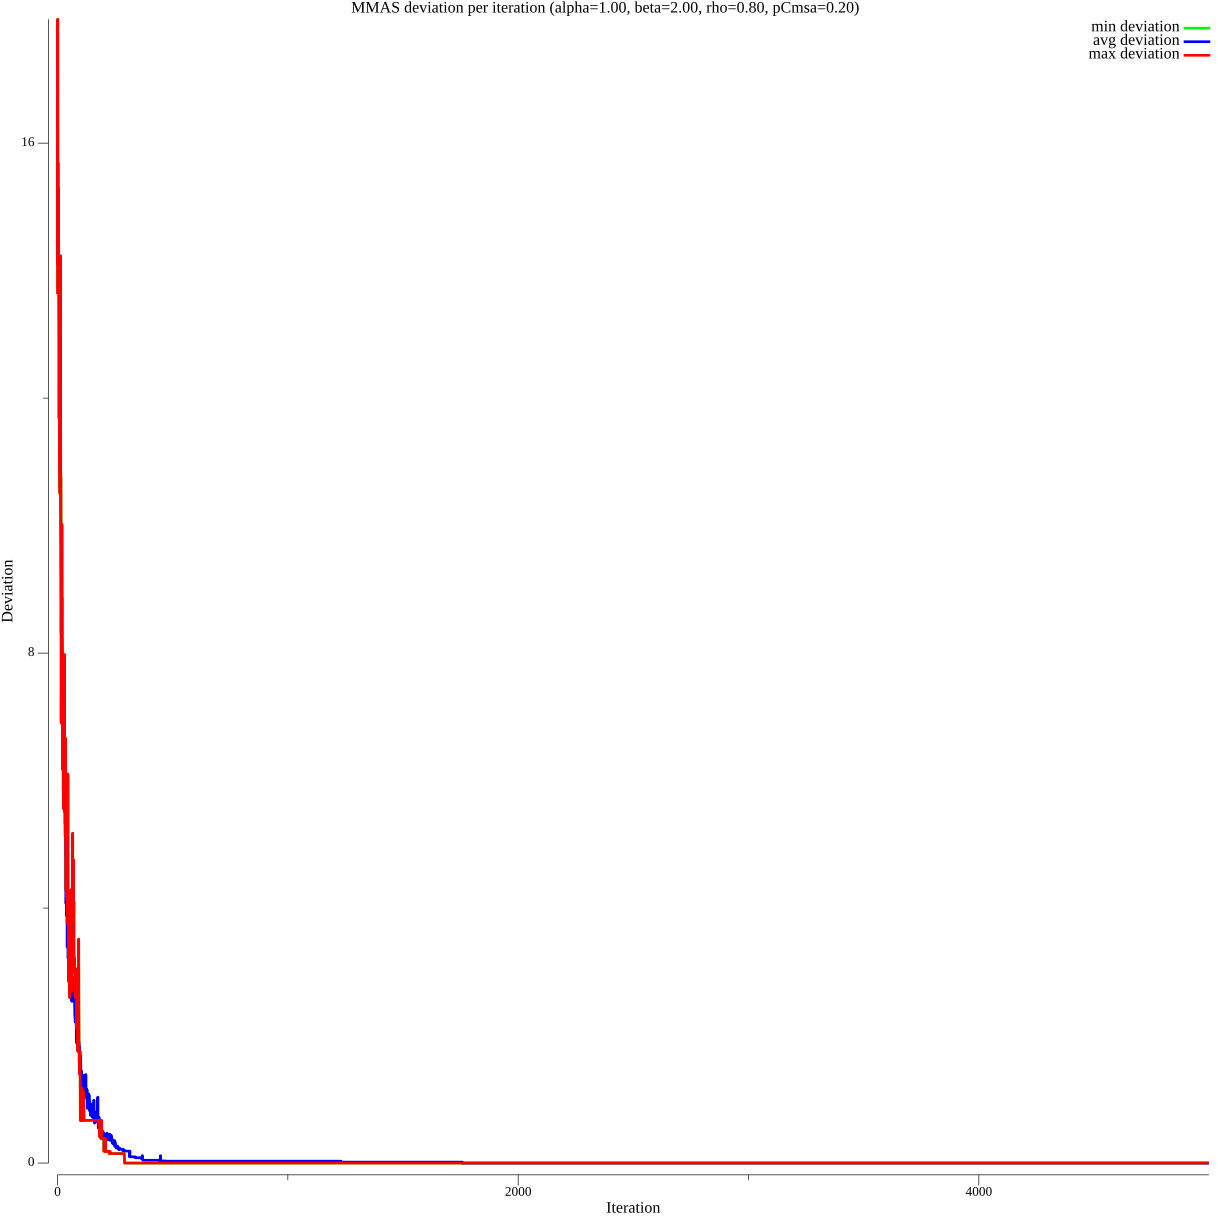 MMAS deviation per iteration (alpha=1.00, beta=2.00, rho=0.80, pCmsa=0.20)
min deviation
avg deviation
max deviation
16
8
0
Deviation
0 2000 4000
Iteration